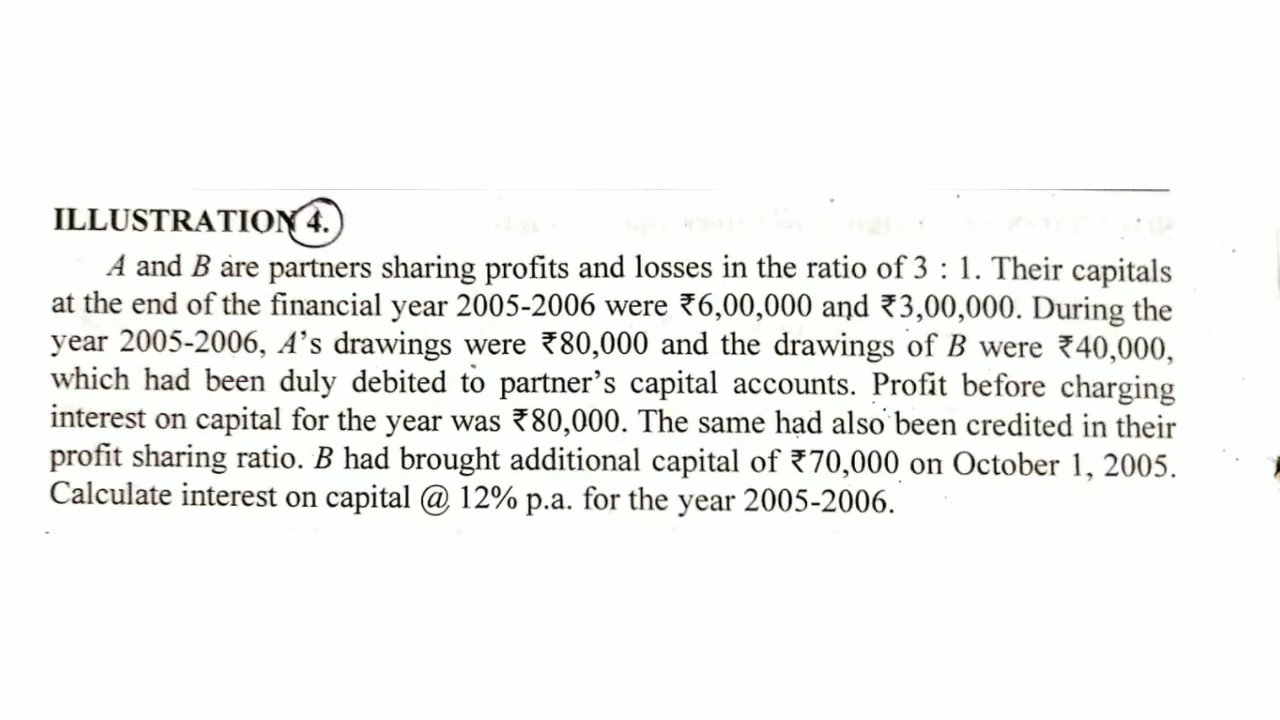 ILLUSTRATION 4.
A and B are partners sharing profits and losses in the ratio of 3 : 1. Their capitals
at the end of the financial year 2005-2006 were ₹6,00,000 and ₹3,00,000. During the
year 2005-2006, A's drawings were ₹80,000 and the drawings of B were ₹40,000,
which had been duly debited to partner's capital accounts. Profit before charging
interest on capital for the year was ₹80,000. The same had also been credited in their
profit sharing ratio. B had brought additional capital of ₹70,000 on October 1, 2005.
Calculate interest on capital @ 12% p.a. for the year 2005-2006.